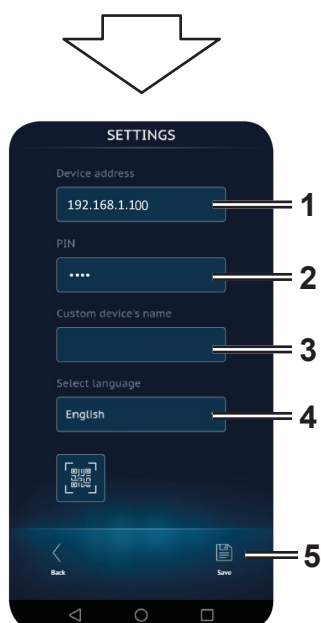 SETTINGS
Device address
192.168.1.100
1
PIN
••••
2
Custom device's name
3
Select language
English
4
Back
Save
5